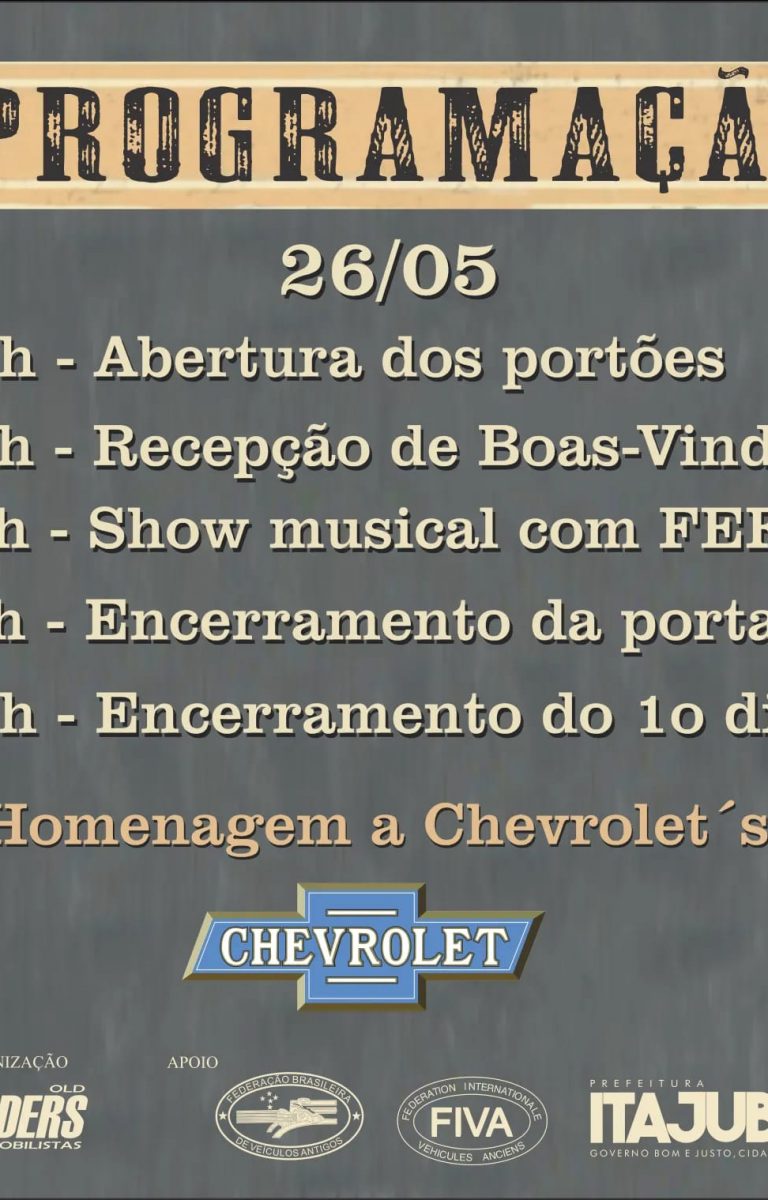 PROGRAMAÇÃ
26/05
h - Abertura dos portões
h - Recepção de Boas-Vind
h - Show musical com FE
h - Encerramento da porta
h - Encerramento do 1o di
Homenagem a Chevrolet´s
CHEVROLET
NIZAÇÃO
APOIO
OLD
DERS
OBILISTAS
FEDERAÇÃO BRASILEIRA
DE VEÍCULOS ANTIGOS
FEDERATION INTERNATIONALE
FIVA
VEHICULES ANCIENS
PREFEITURA
ITAJUB
GOVERNO BOM E JUSTO, CIDA